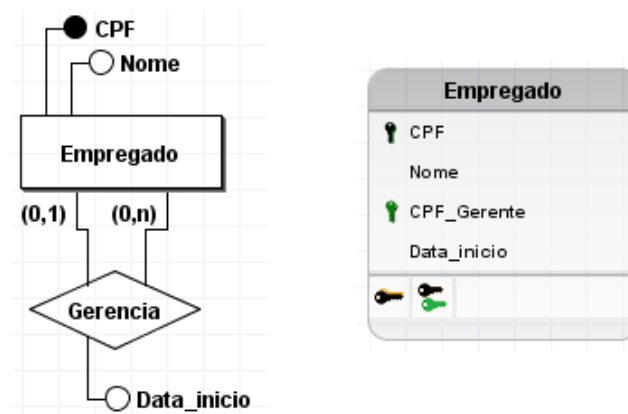 CPF
Nome
Empregado
(0,1)
(0,n)
Gerencia
Data_inicio
Empregado
CPF
Nome
CPF_Gerente
Data_inicio